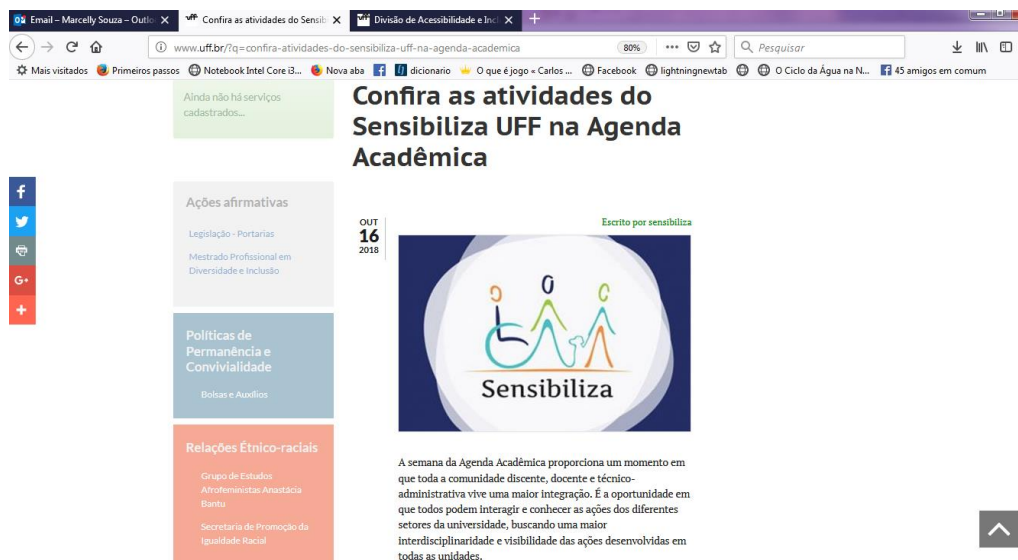 Email – Marcelly Souza – Outlo
Confira as atividades do Sensib
Divisão de Acessibilidade e Incl
www.uff.br/?q=confira-atividades-do-sensibiliza-uff-na-agenda-academica
80%
Pesquisar
Mais visitados
Primeiros passos
Notebook Intel Core i3...
Nova aba
dicionario
O que é jogo « Carlos ...
Facebook
lightningnewtab
O Ciclo da Água na N...
45 amigos em comum
Ainda não há serviços
cadastrados...
Ações afirmativas
Legislação - Portarias
Mestrado Profissional em
Diversidade e Inclusão
Políticas de
Permanência e
Convivialidade
Bolsas e Auxílios
Relações Étnico-raciais
Grupo de Estudos
Afrofeministas Anastácia
Bantu
Secretaria de Promoção da
Igualdade Racial
Confira as atividades do
Sensibiliza UFF na Agenda
Acadêmica
OUT
16
2018
Escrito por sensibiliza
Sensibiliza
A semana da Agenda Acadêmica proporciona um momento em
que toda a comunidade discente, docente e técnico-
administrativa vive uma maior integração. É a oportunidade em
que todos podem interagir e conhecer as ações dos diferentes
setores da universidade, buscando uma maior
interdisciplinaridade e visibilidade das ações desenvolvidas em
todas as unidades.